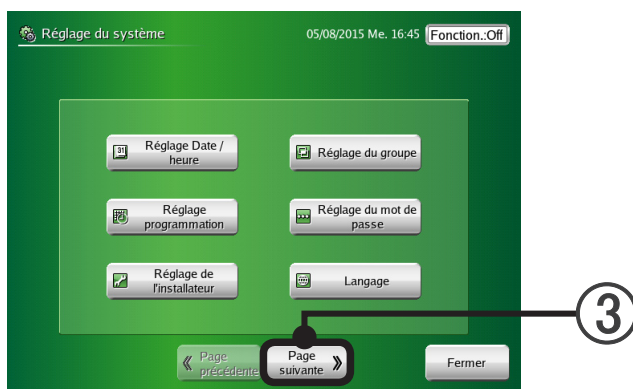 Réglage du système 05/08/2015 Me. 16:45 Fonction.:Off
31 Réglage Date /
heure
Réglage du groupe
Réglage
programmation
Réglage du mot de
passe
Réglage de
l'installateur
Langage
« Page
précédente
Page
suivante »
Fermer
3